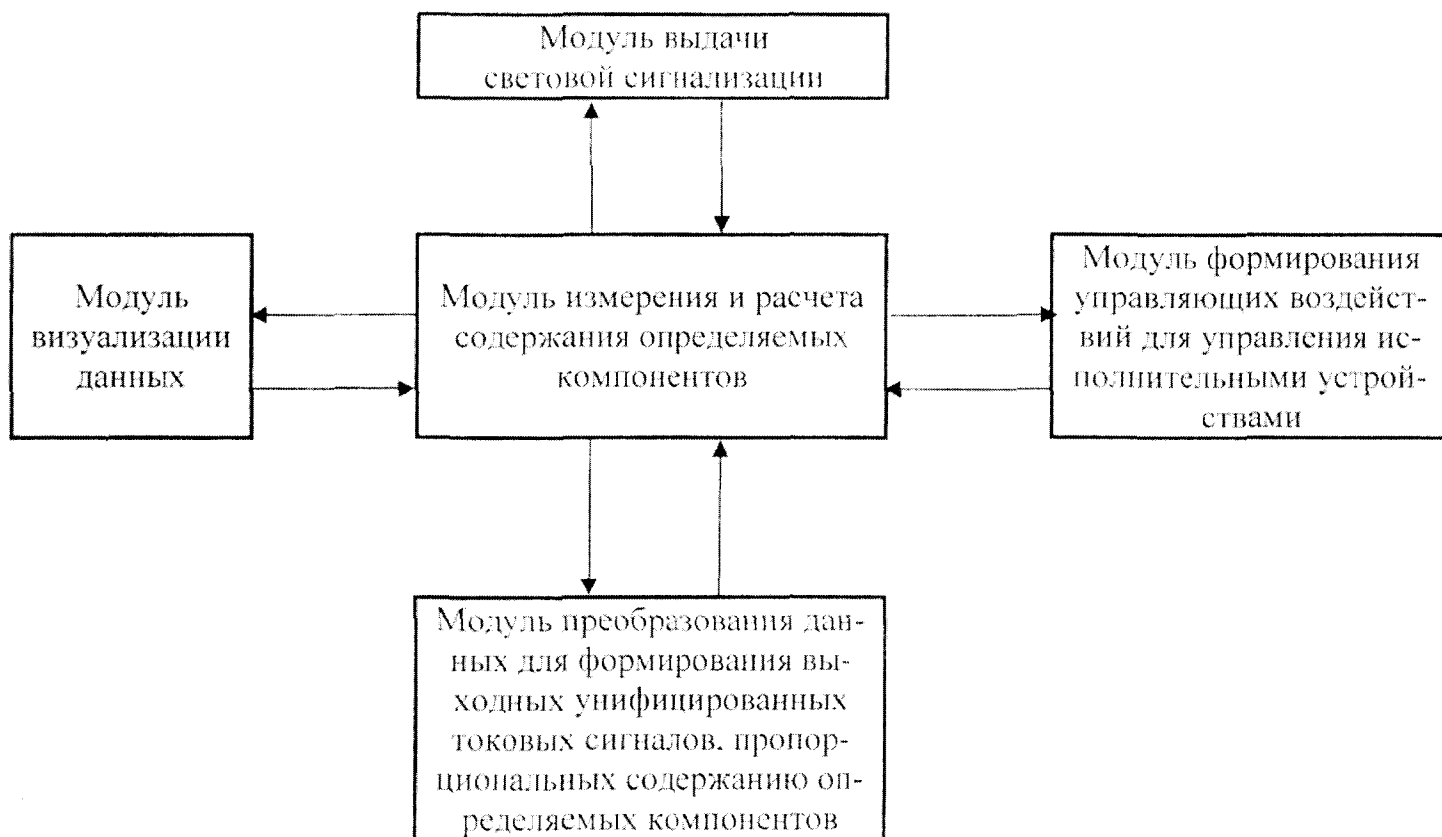 Модуль выдачи
световой сигнализации
Модуль
визуализации
данных
Модуль измерения и расчета
содержания определяемых
компонентов
Модуль формирования
управляющих воздейст-
вий для управления ис-
полнительными устрой-
ствами
Модуль преобразования дан-
ных для формирования вы-
ходных унифицированных
токовых сигналов, пропор-
циональных содержанию оп-
ределяемых компонентов